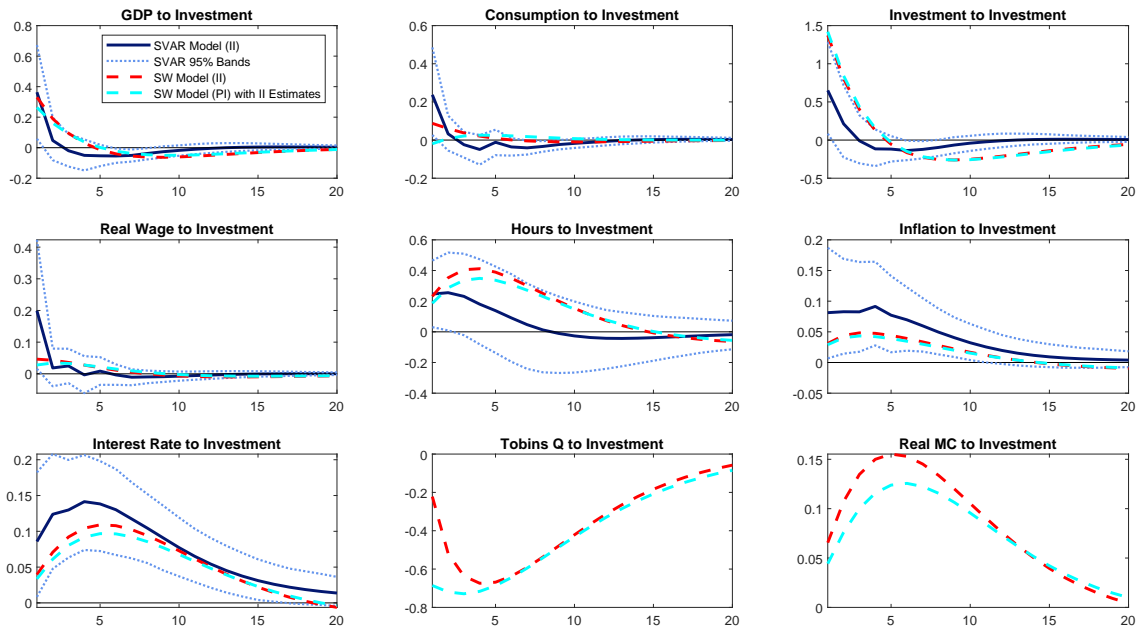 GDP to Investment
0.8
0.6
0.4
0.2
0
-0.2
5 10 15 20
SVAR Model (II)
SVAR 95% Bands
SW Model (II)
SW Model (PI) with II Estimates
Consumption to Investment
0.6
0.4
0.2
0
-0.2
5 10 15 20
Investment to Investment
1.5
1.0
0.5
0
-0.5
5 10 15 20
Real Wage to Investment
0.4
0.3
0.2
0.1
0
5 10 15 20
Hours to Investment
0.6
0.4
0.2
0
-0.2
-0.4
5 10 15 20
Inflation to Investment
0.2
0.15
0.1
0.05
0
-0.05
5 10 15 20
Interest Rate to Investment
0.2
0.15
0.1
0.05
0
5 10 15 20
Tobins Q to Investment
0
-0.2
-0.4
-0.6
-0.8
5 10 15 20
Real MC to Investment
0.15
0.1
0.05
0
5 10 15 20